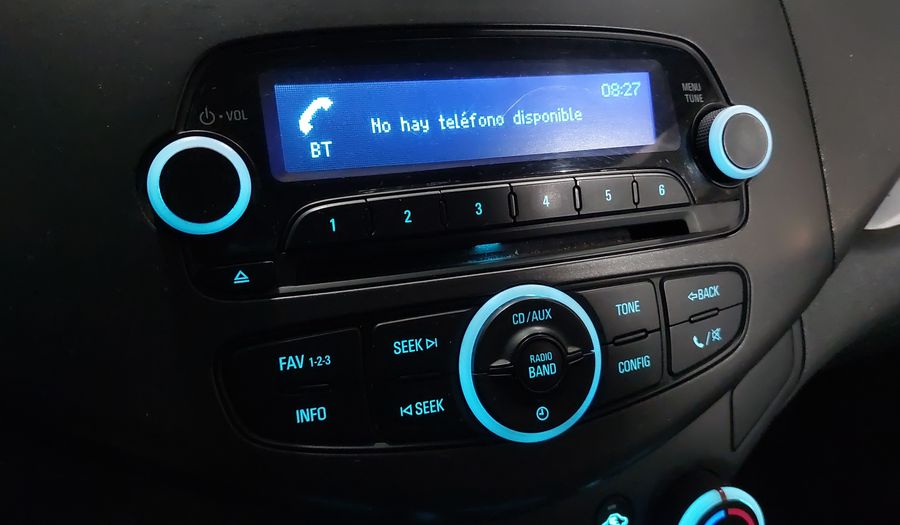 08:27
No hay teléfono disponible
BT
VOL
MENU
TUNE
1 2 3 4 5 6
CD/AUX
TONE
BACK
FAV 1-2-3
SEEK
RADIO
BAND
CONFIG
INFO
SEEK